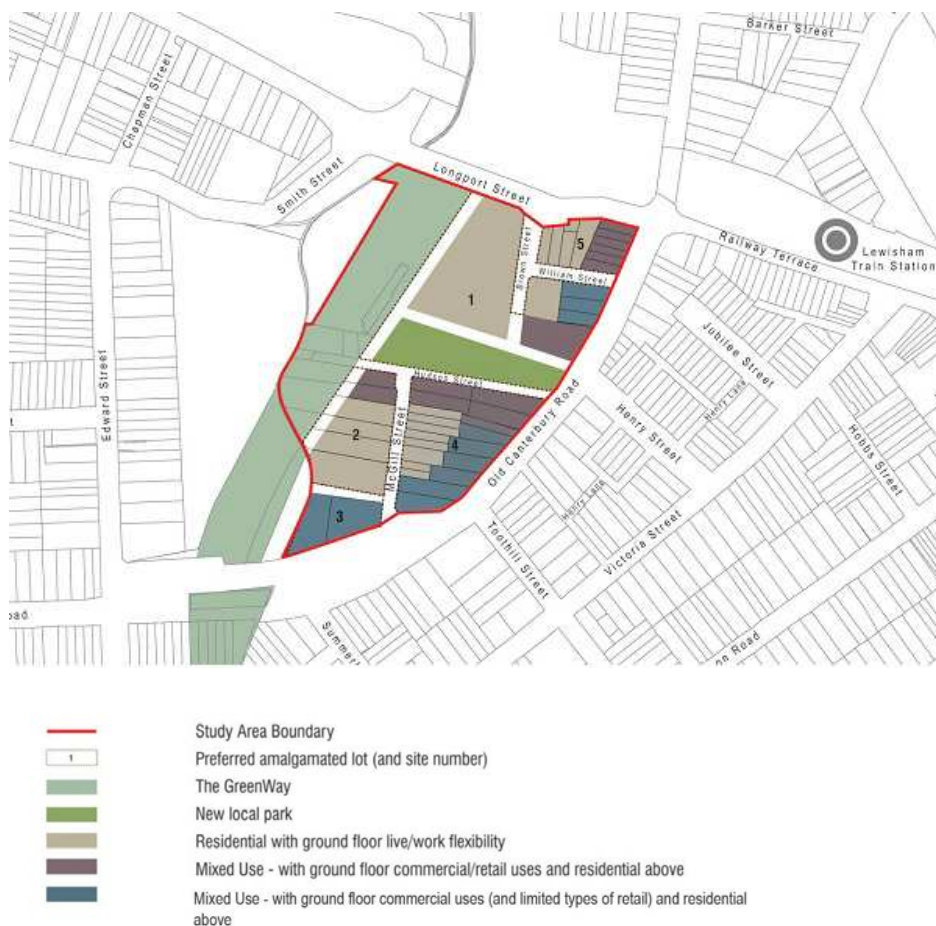 Barker Street
Chapman Street
Smith Street
Longport Street
Railway Terrace
Lewisham
Train Station
Brown Street
5
William Street
1
Jubilee Street
Hudson Street
Henry Street
Henry Lane
Edward Street
2
McGill Street
4
Old Canterbury Road
Hobbs Street
3
Henry Lane
Toothill Street
Victoria Street
oad
Summer
on Road
Study Area Boundary
1
Preferred amalgamated lot (and site number)
The GreenWay
New local park
Residential with ground floor live/work flexibility
Mixed Use - with ground floor commercial/retail uses and residential above
Mixed Use - with ground floor commercial uses (and limited types of retail) and residential
above